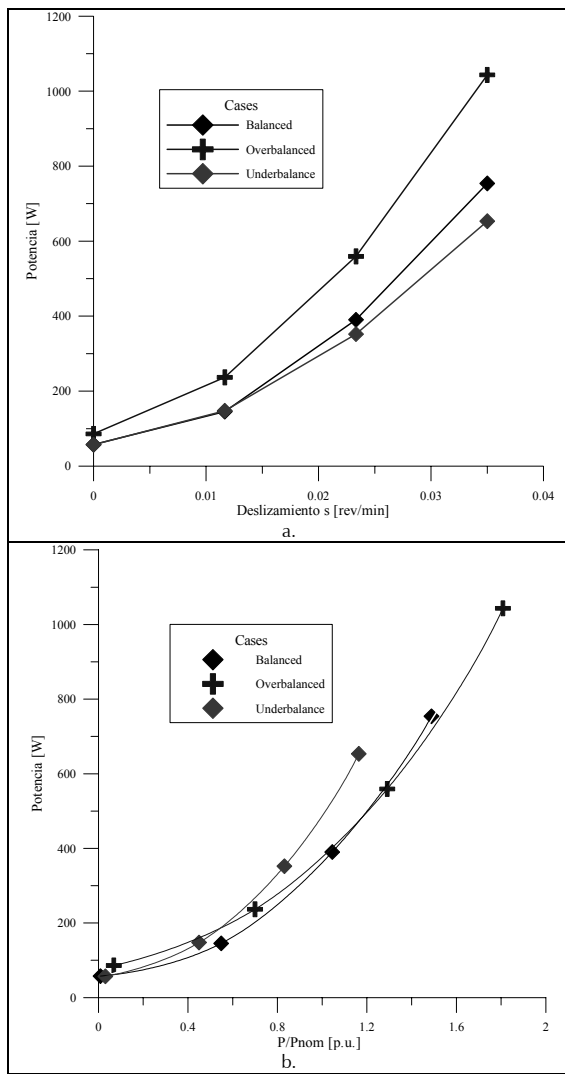 1200
1000
800
600
400
200
0
Potencia [W]
Cases
Balanced
Overbalanced
Underbalance
0
0.01
0.02
0.03
0.04
Deslizamiento s [rev/min]
a.
1200
1000
800
600
400
200
0
Potencia [W]
Cases
Balanced
Overbalanced
Underbalance
0
0.4
0.8
1.2
1.6
2
P/Pnom [p.u.]
b.